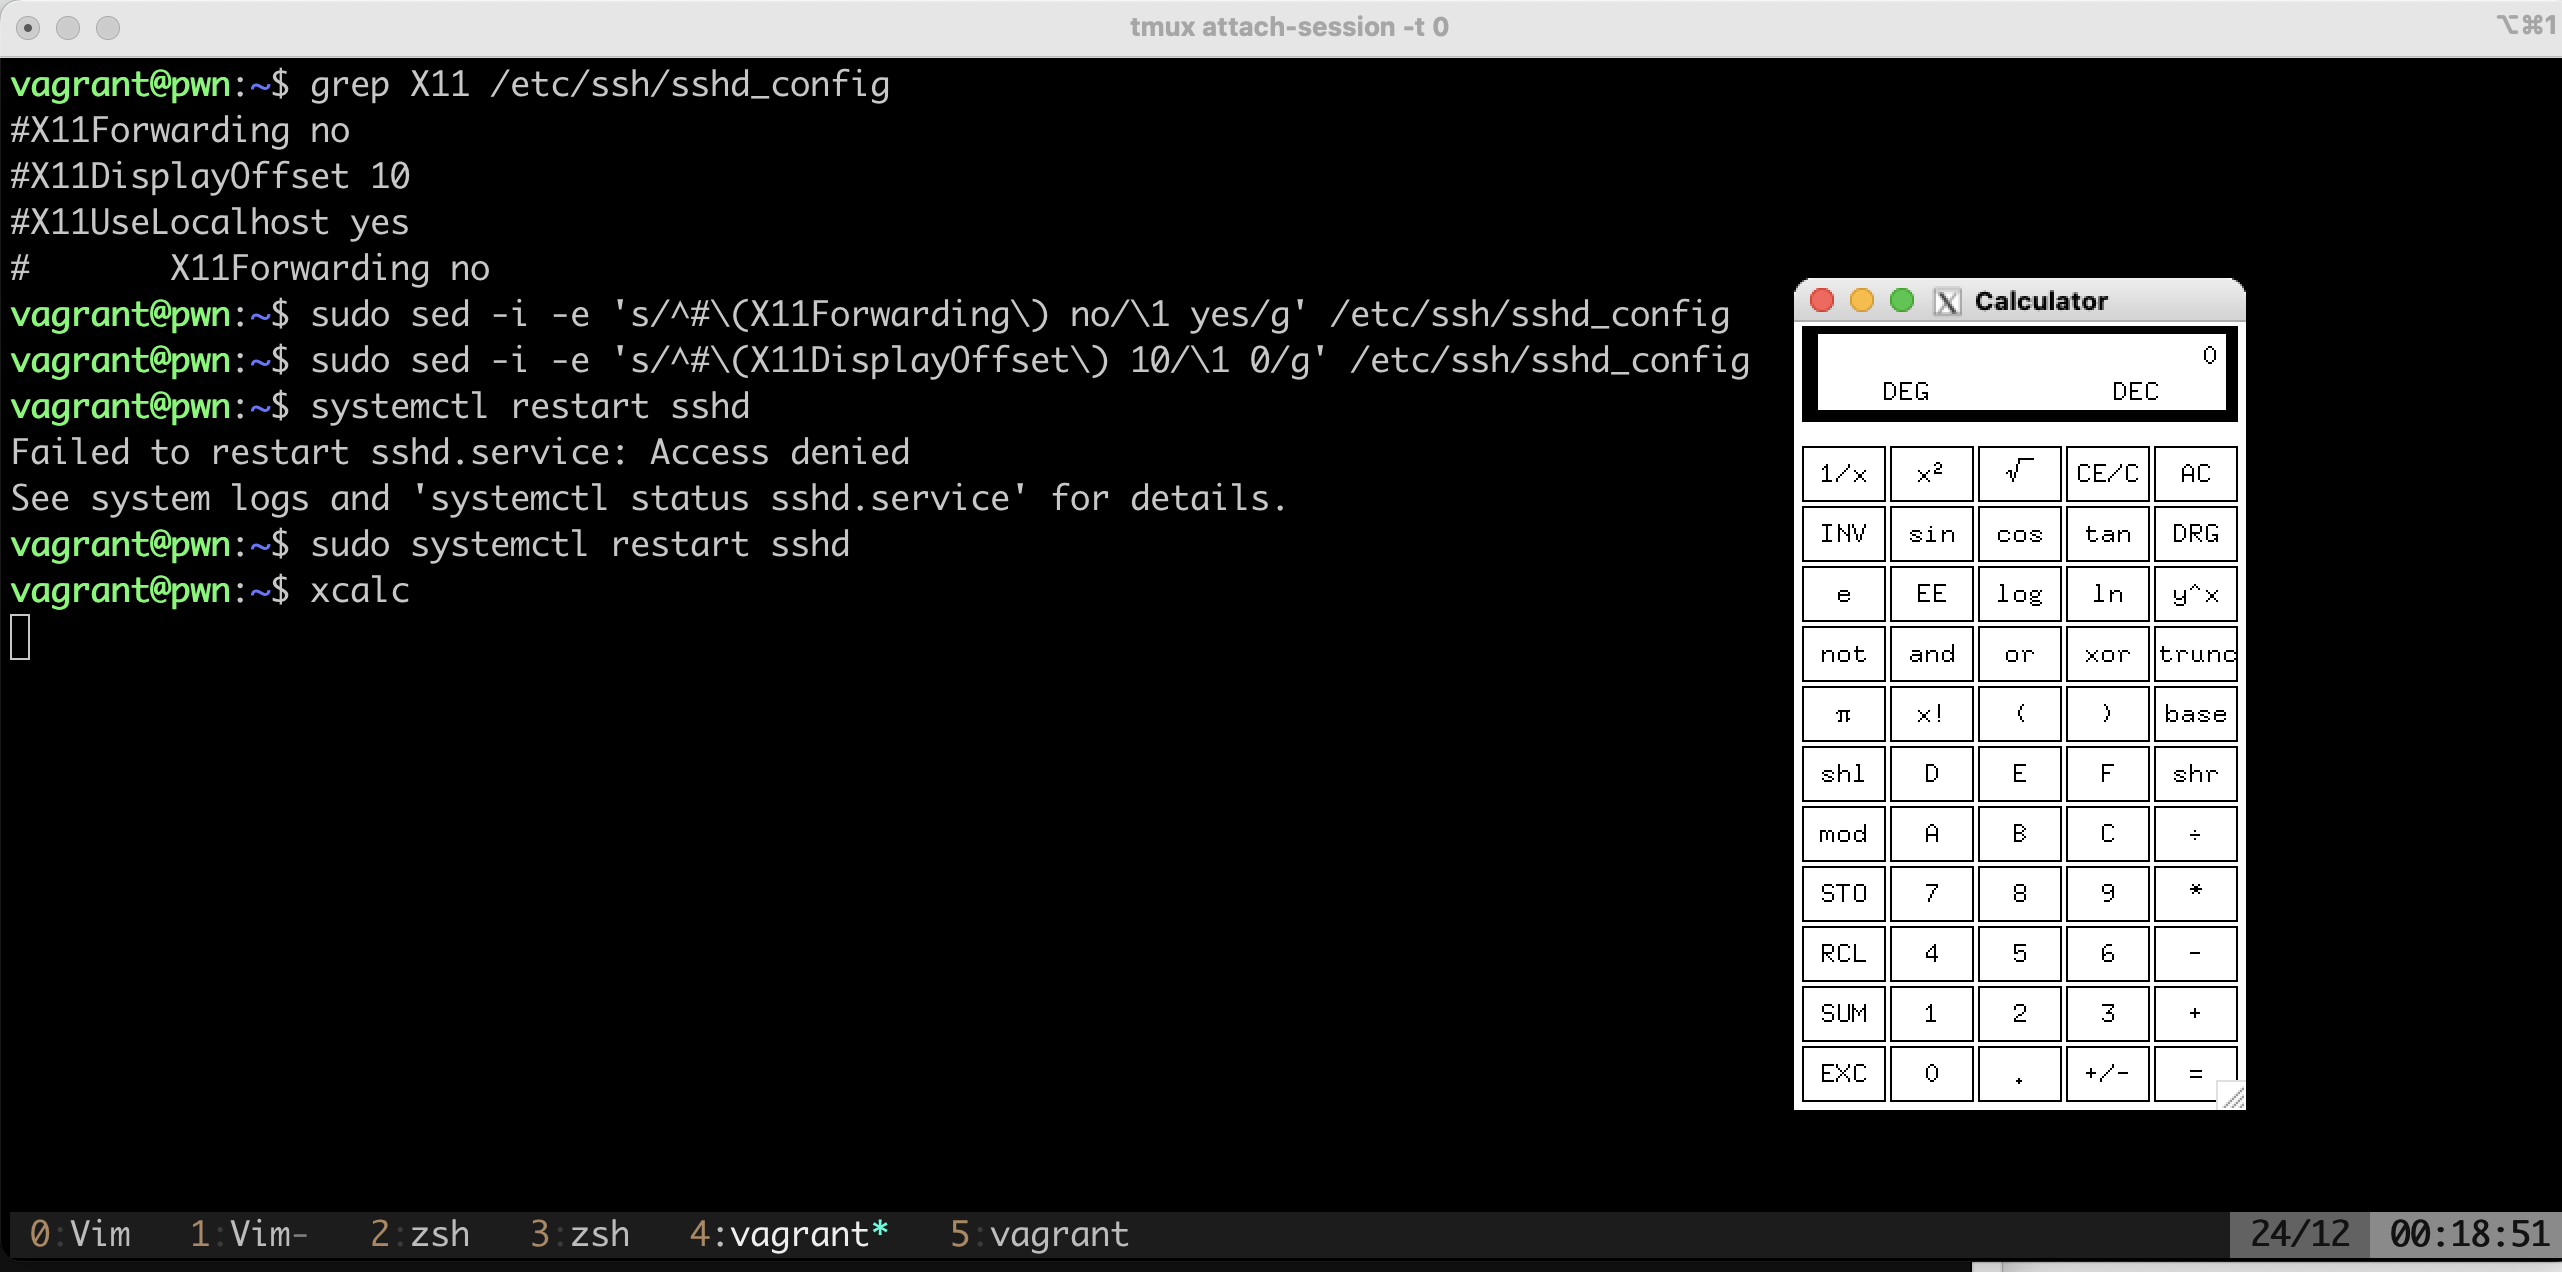 tmux attach-session -t 0
⌥⌘1
vagrant@pwn:~$ grep X11 /etc/ssh/sshd_config
#X11Forwarding no
#X11DisplayOffset 10
#X11UseLocalhost yes
#       X11Forwarding no
vagrant@pwn:~$ sudo sed -i -e 's/^#\(X11Forwarding\) no/\1 yes/g' /etc/ssh/sshd_config
vagrant@pwn:~$ sudo sed -i -e 's/^#\(X11DisplayOffset\) 10/\1 0/g' /etc/ssh/sshd_config
vagrant@pwn:~$ systemctl restart sshd
Failed to restart sshd.service: Access denied
See system logs and 'systemctl status sshd.service' for details.
vagrant@pwn:~$ sudo systemctl restart sshd
vagrant@pwn:~$ xcalc
X Calculator
0
DEG DEC
1/x x² √ CE/C AC
INV sin cos tan DRG
e EE log ln y^x
not and or xor trunc
π x! ( ) base
shl D E F shr
mod A B C ÷
STO 7 8 9 *
RCL 4 5 6 -
SUM 1 2 3 +
EXC 0 . +/- =
0:Vim 1:Vim- 2:zsh 3:zsh 4:vagrant* 5:vagrant 24/12 00:18:51